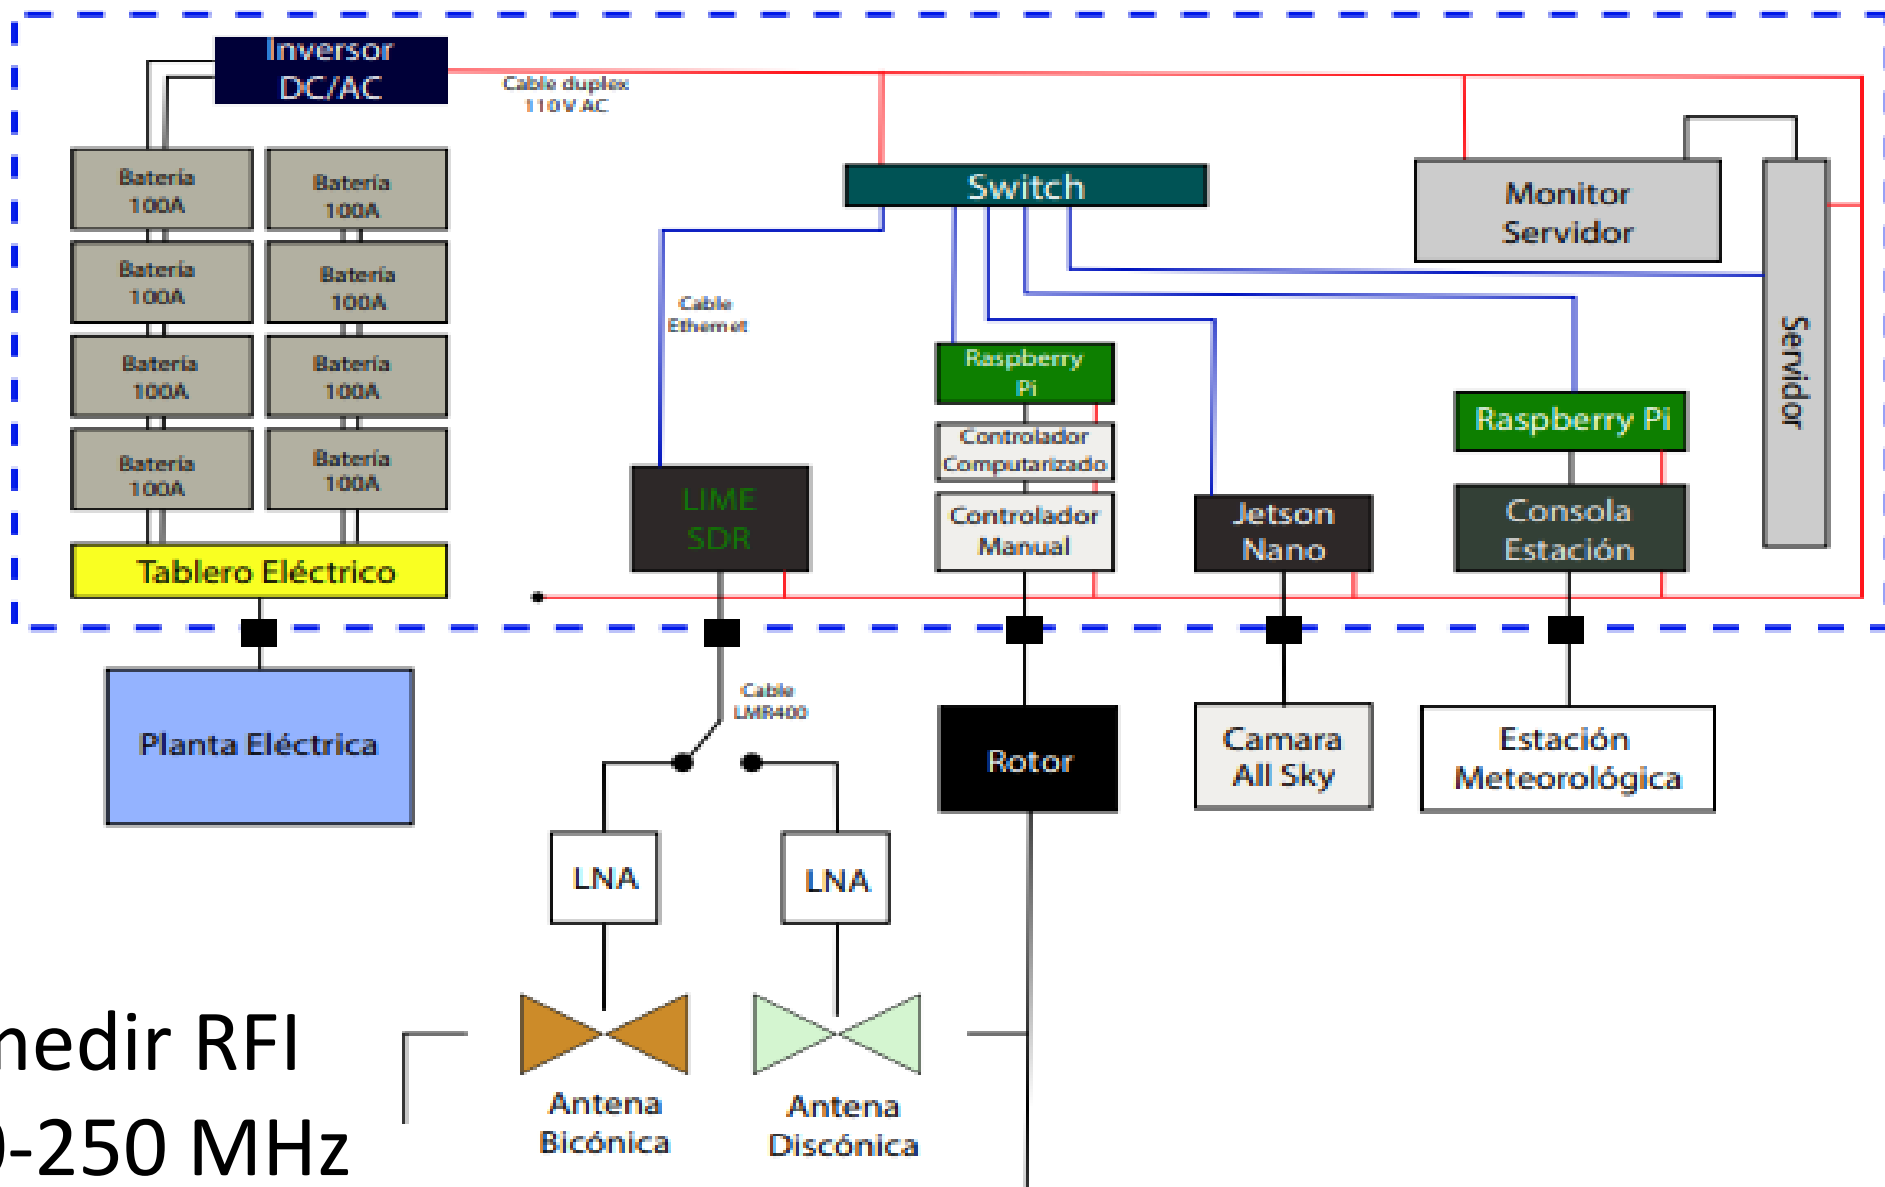 Inversor
DC/AC
Cable duplex
110V.AC
Batería
100A
Batería
100A
Batería
100A
Batería
100A
Batería
100A
Batería
100A
Batería
100A
Batería
100A
Tablero Eléctrico
Planta Eléctrica
Switch
Monitor
Servidor
Servidor
Cable
Ethernet
Raspberry
Pi
Controlador
Computarizado
Controlador
Manual
LIME
SDR
Jetson
Nano
Raspberry Pi
Consola
Estación
Cable
LMR400
Rotor
Camara
All Sky
Estación
Meteorológica
LNA
LNA
Antena
Bicónica
Antena
Discónica
medir RFI
0-250 MHz